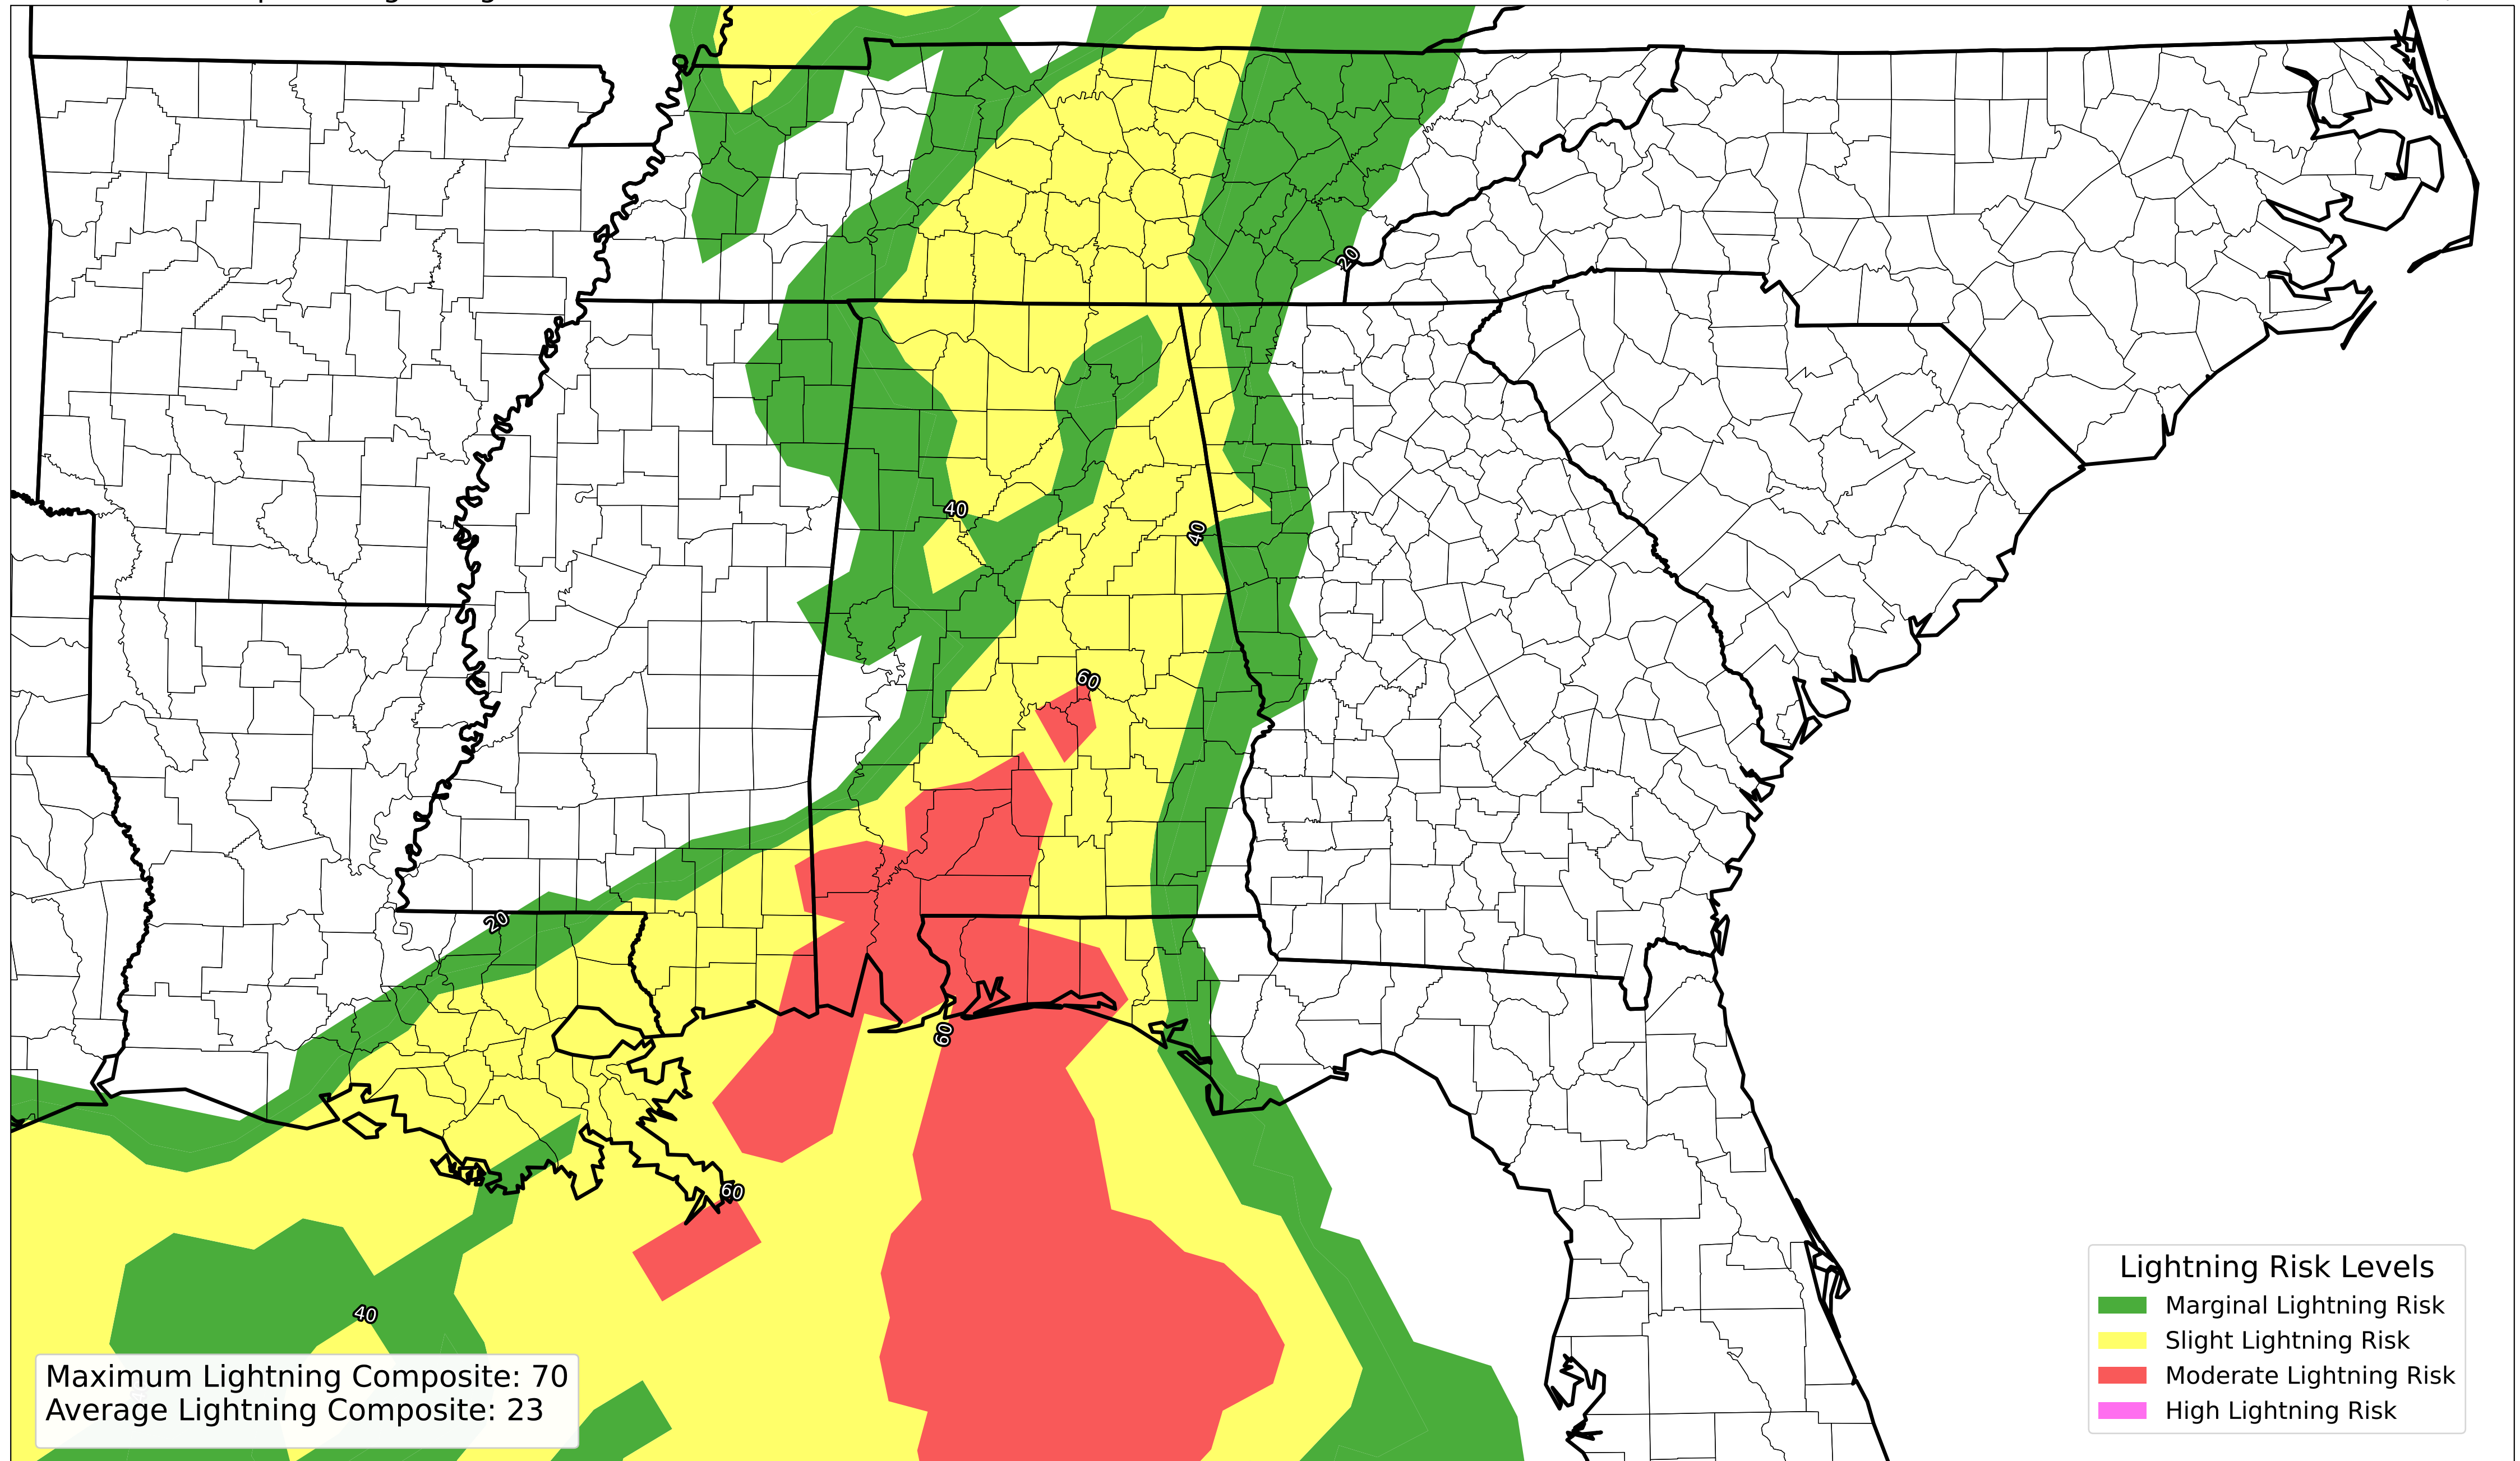 20
40
40
60
20
60
60
40
Maximum Lightning Composite: 70
Average Lightning Composite: 23
Lightning Risk Levels
Marginal Lightning Risk
Slight Lightning Risk
Moderate Lightning Risk
High Lightning Risk